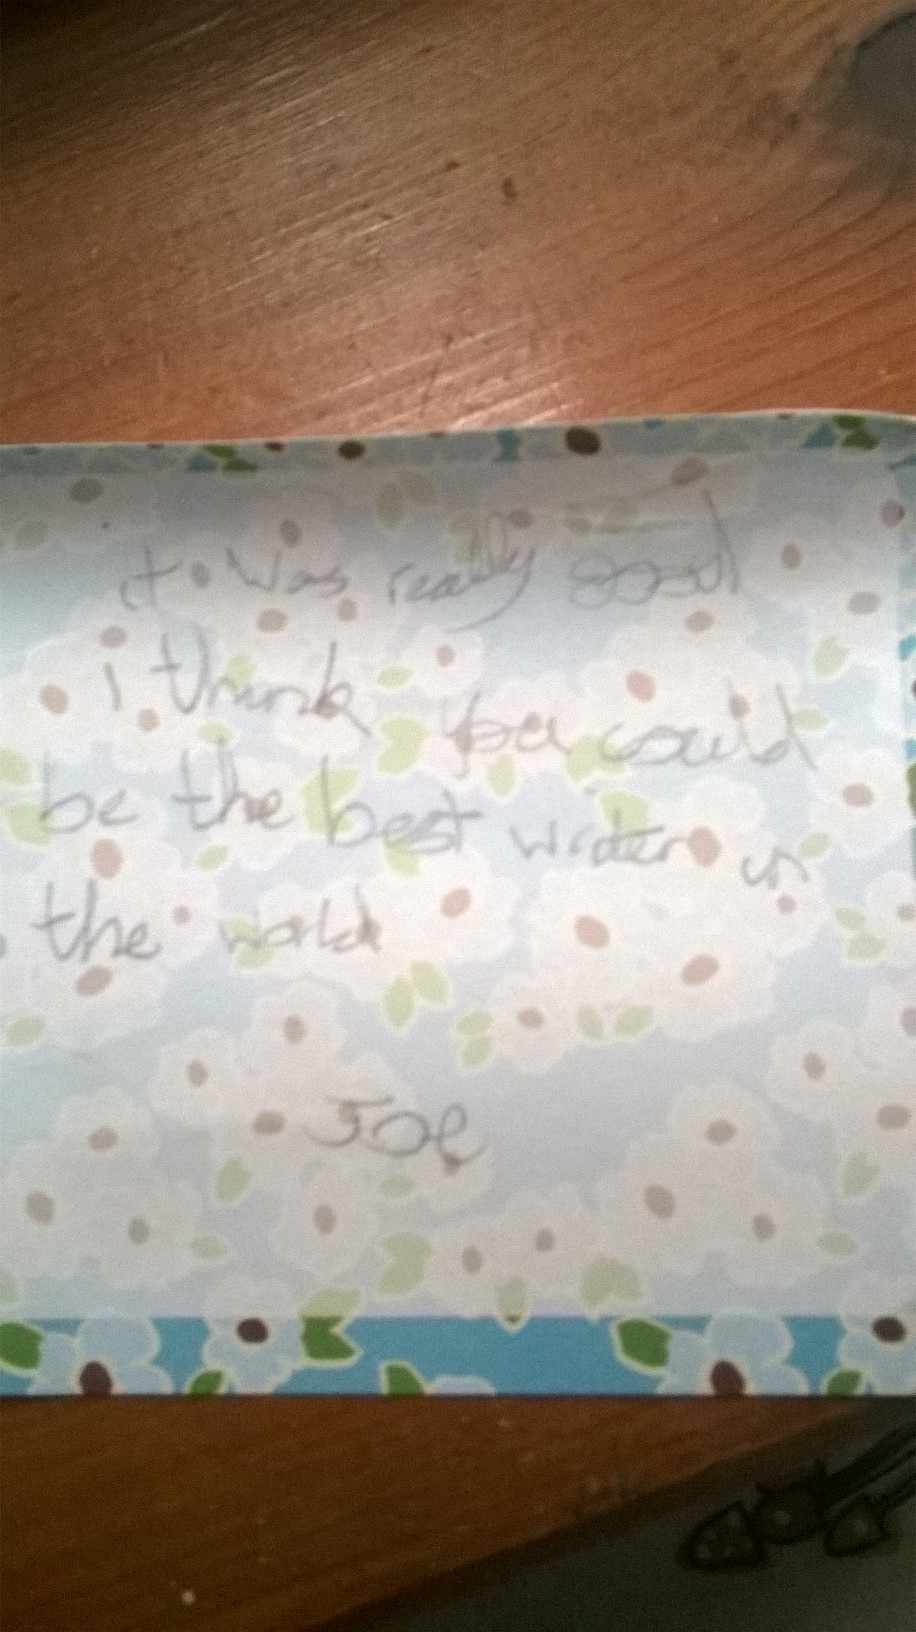 it was really good
i think you could
be the best writer in
the world
Joe